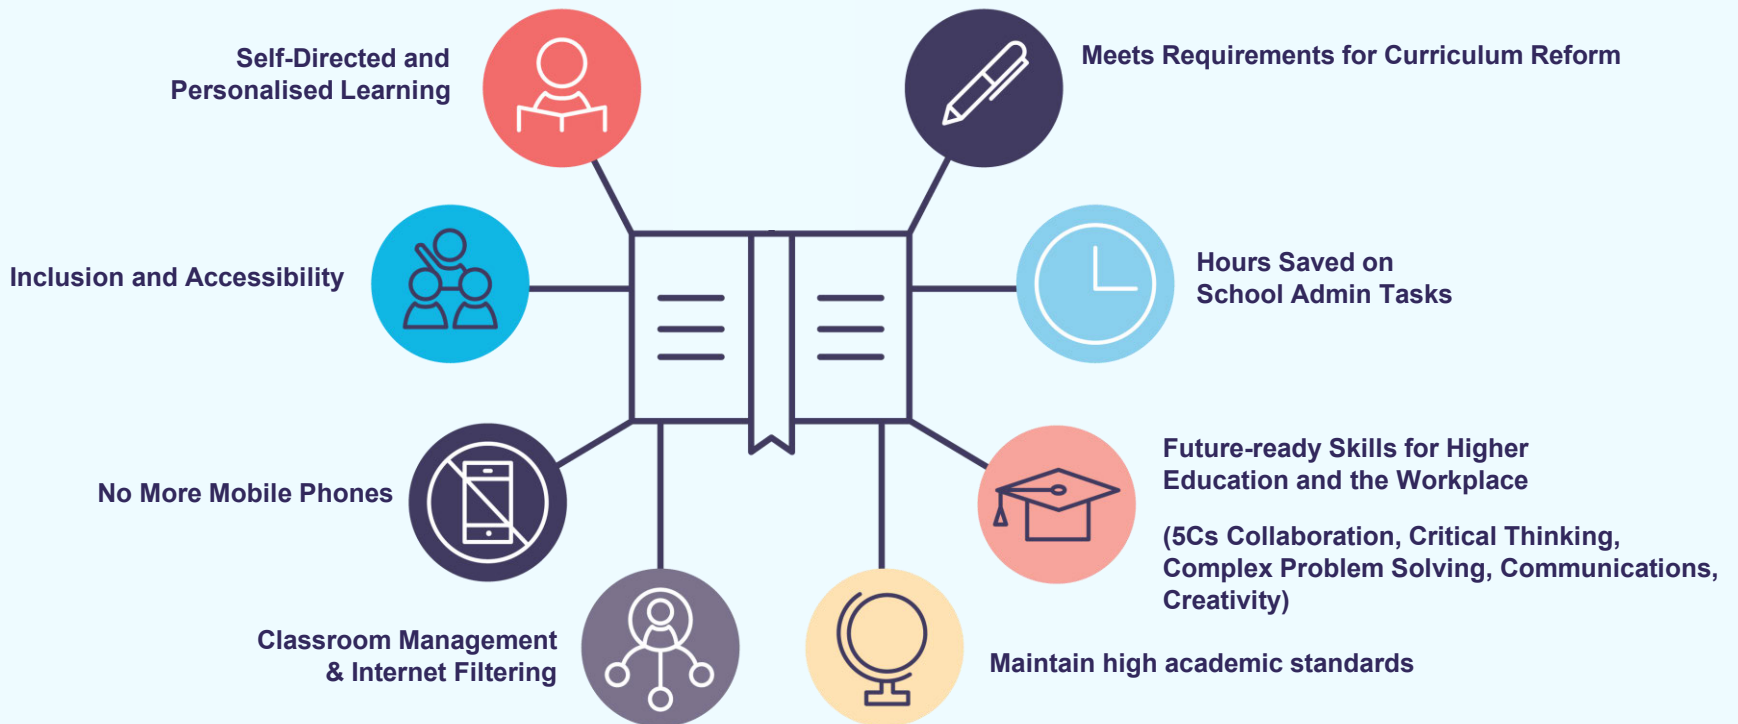 Self-Directed and
Personalised Learning
Meets Requirements for Curriculum Reform
Inclusion and Accessibility
Hours Saved on
School Admin Tasks
No More Mobile Phones
Future-ready Skills for Higher
Education and the Workplace
(5Cs Collaboration, Critical Thinking,
Complex Problem Solving, Communications,
Creativity)
Classroom Management
& Internet Filtering
Maintain high academic standards